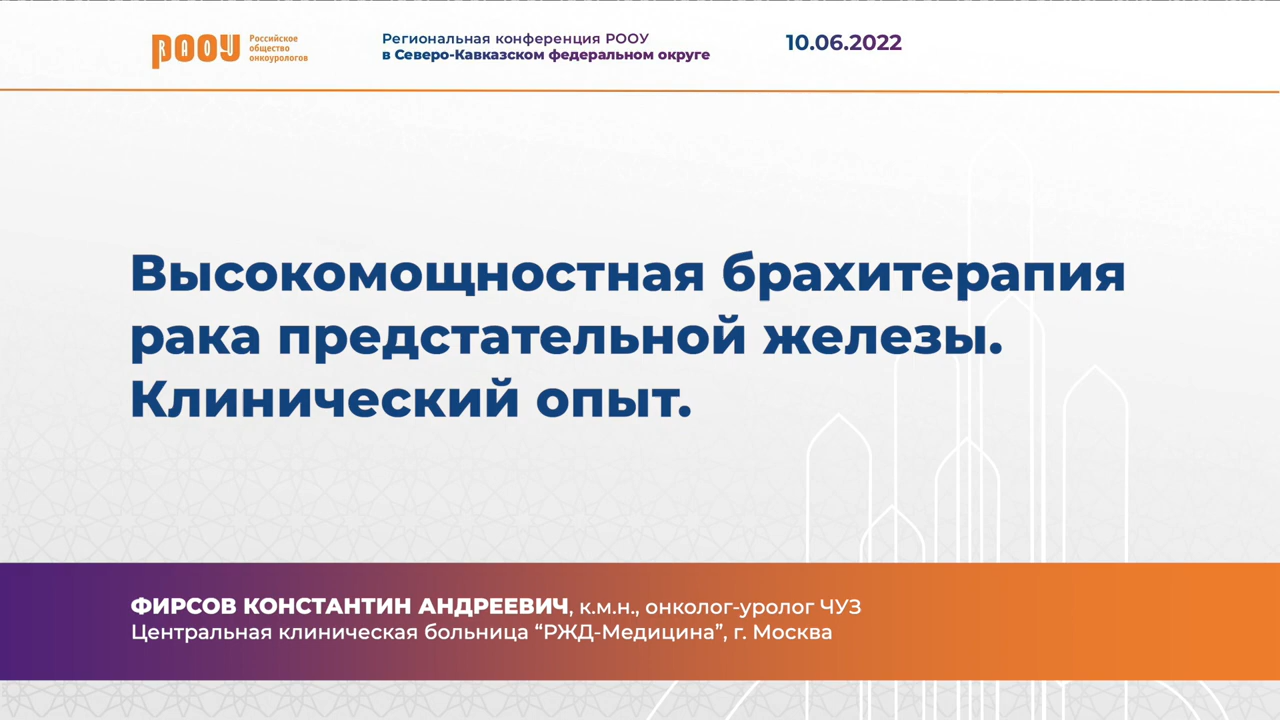 РООУ
RAOU
Российское
общество
онкоурологов
Региональная конференция РООУ
в Северо-Кавказском федеральном округе
10.06.2022
Высокомощностная брахитерапия
рака предстательной железы.
Клинический опыт.
ФИРСОВ КОНСТАНТИН АНДРЕЕВИЧ, к.м.н., онколог-уролог ЧУЗ
Центральная клиническая больница “РЖД-Медицина”, г. Москва